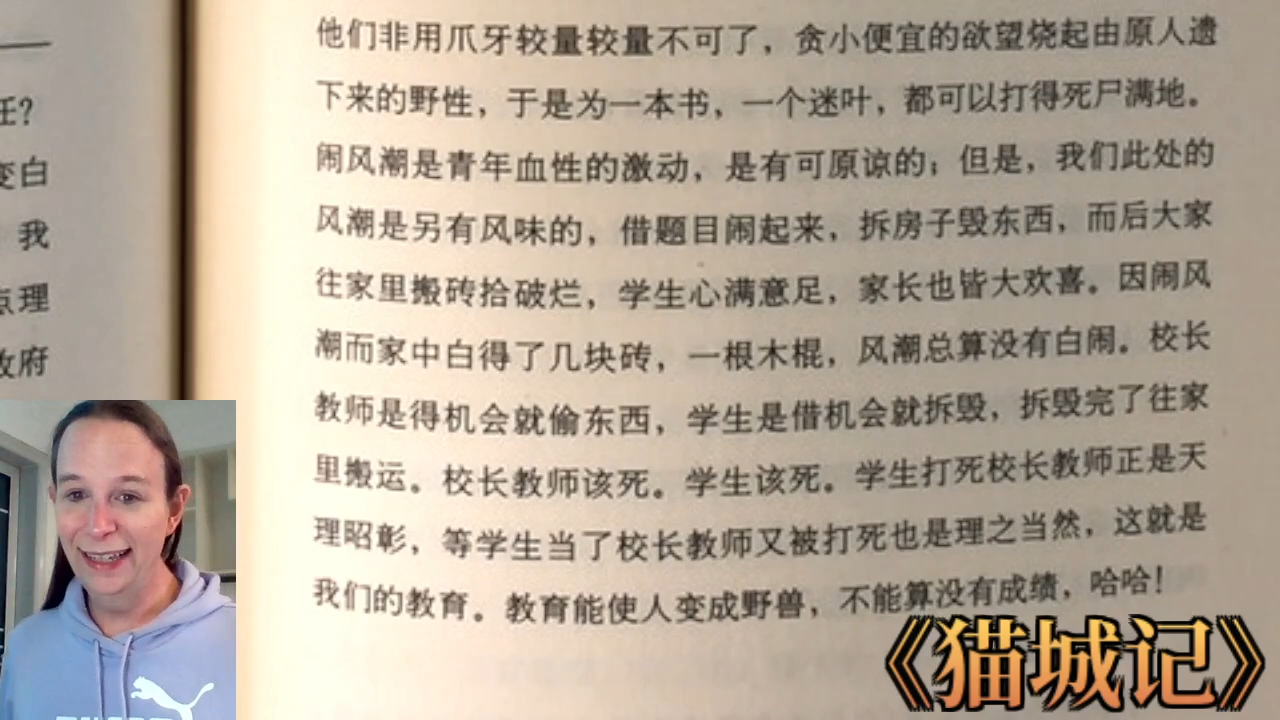 任?
变白
我
点理
政府
他们非用爪牙较量较量不可了，贪小便宜的欲望烧起由原人遗
下来的野性，于是为一本书，一个迷叶，都可以打得死尸满地。
闹风潮是青年血性的激动，是有可原谅的；但是，我们此处的
风潮是另有风味的，借题目闹起来，拆房子毁东西，而后大家
往家里搬砖拾破烂，学生心满意足，家长也皆大欢喜。因闹风
潮而家中白得了几块砖，一根木棍，风潮总算没有白闹。校长
教师是得机会就偷东西，学生是借机会就拆毁，拆毁完了往家
里搬运。校长教师该死。学生该死。学生打死校长教师正是天
理昭彰，等学生当了校长教师又被打死也是理之当然，这就是
我们的教育。教育能使人变成野兽，不能算没有成绩，哈哈！
《猫城记》